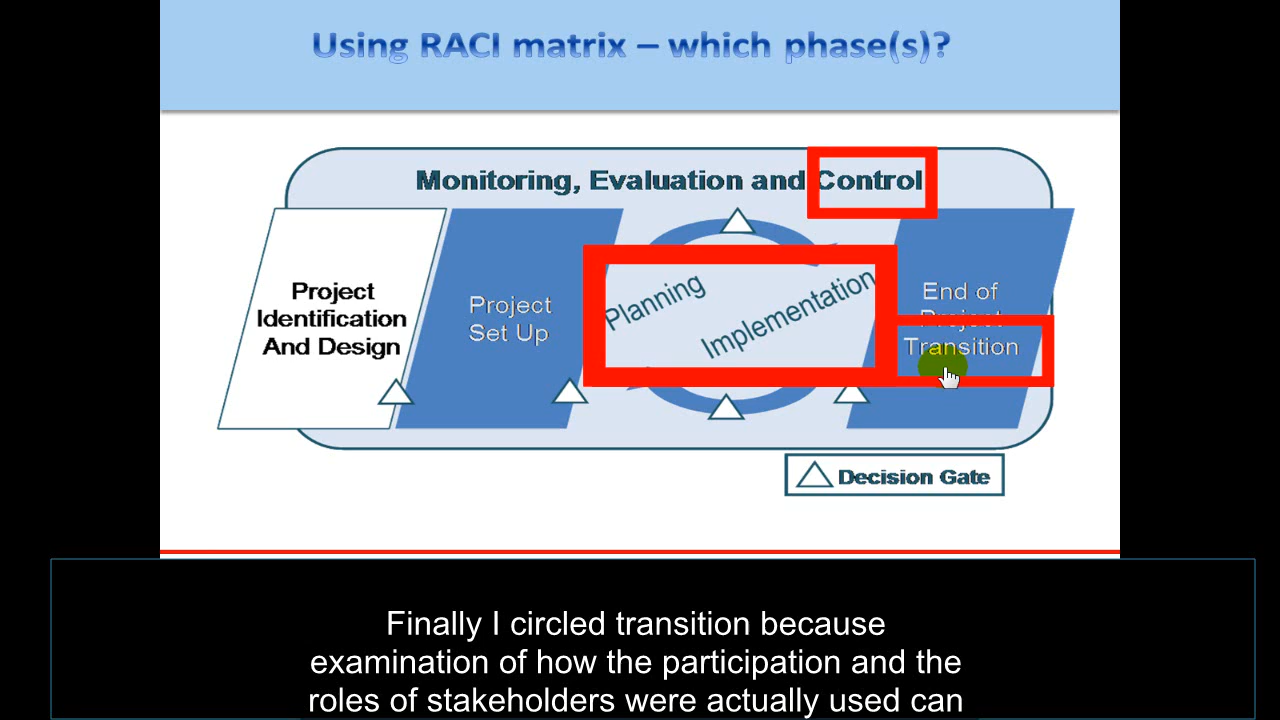 Using RACI matrix – which phase(s)?
Monitoring, Evaluation and Control
Project
Identification
And Design
Project
Set Up
Planning
Implementation
End of
Project
Transition
Decision Gate
Finally I circled transition because
examination of how the participation and the
roles of stakeholders were actually used can